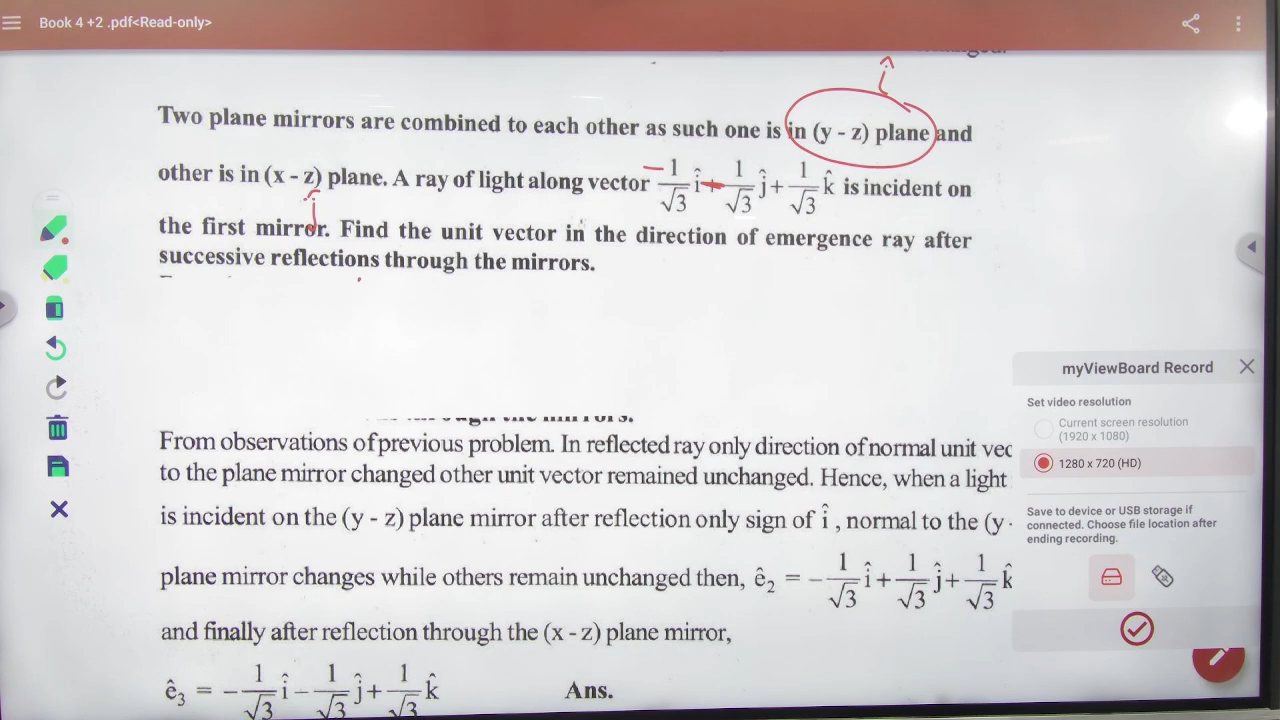 Book 4 +2 .pdf<Read-only>
î
Two plane mirrors are combined to each other as such one is in (y - z) plane and
other is in (x - z) plane. A ray of light along vector 1/√3 î + 1/√3 ĵ + 1/√3 k̂ is incident on
ĵ
the first mirror. Find the unit vector in the direction of emergence ray after
successive reflections through the mirrors.
From observations of previous problem. In reflected ray only direction of normal unit vec
to the plane mirror changed other unit vector remained unchanged. Hence, when a light
is incident on the (y - z) plane mirror after reflection only sign of î , normal to the (y -
plane mirror changes while others remain unchanged then, ê₂ = - 1/√3 î + 1/√3 ĵ + 1/√3 k̂
and finally after reflection through the (x - z) plane mirror,
ê₃ = - 1/√3 î - 1/√3 ĵ + 1/√3 k̂ Ans.
myViewBoard Record
Set video resolution
Current screen resolution
(1920 x 1080)
1280 x 720 (HD)
Save to device or USB storage if
connected. Choose file location after
ending recording.